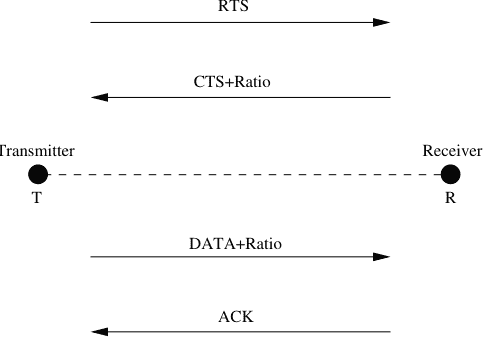 RTS
CTS+Ratio
Transmitter
Receiver
T
R
DATA+Ratio
ACK